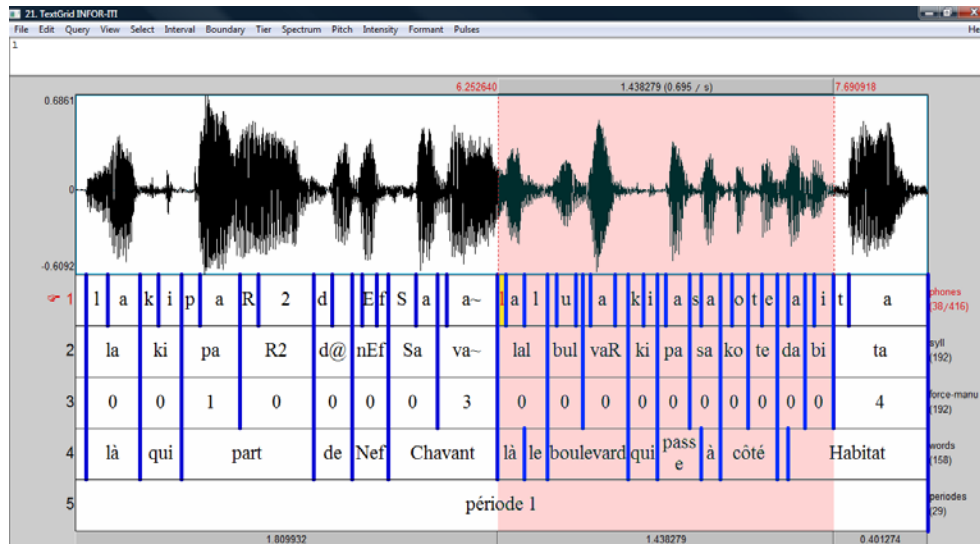 21. TextGrid INFOR-ITI
File Edit Query View Select Interval Boundary Tier Spectrum Pitch Intensity Formant Pulses He
1
6.252640 1.438279 (0.695 / s) 7.690918
0.6861
0
-0.6092
1 l a k i p a R 2 d Ef S a a~ l a l u a k i a s a o t e a i t a phones (38/416)
2 la ki pa R2 d@ nEf Sa va~ lal bul vaR ki pa sa ko te da bi ta syll (192)
3 0 0 1 0 0 0 0 3 0 0 0 0 0 0 0 0 0 0 4 force-manu (192)
4 là qui part de Nef Chavant là le boulevard qui passe à côté Habitat words (158)
5 période 1 periodes (29)
1.809932 1.438279 0.401274